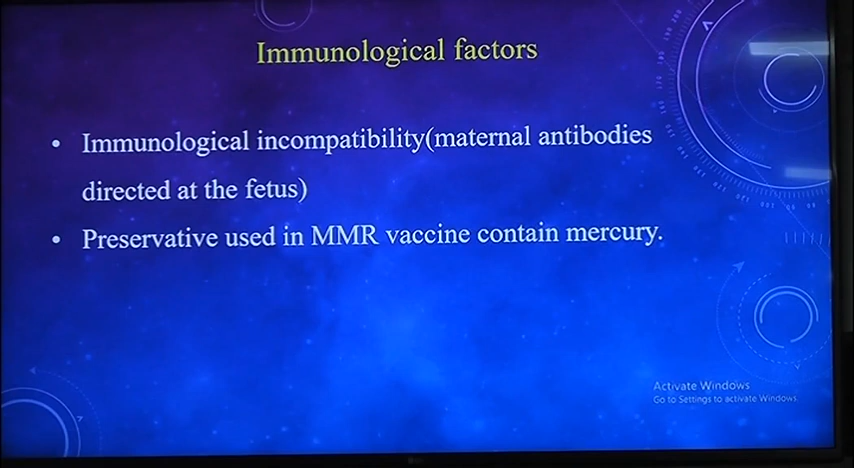 Immunological factors
• Immunological incompatibility(maternal antibodies
directed at the fetus)
• Preservative used in MMR vaccine contain mercury.
Activate Windows
Go to Settings to activate Windows.